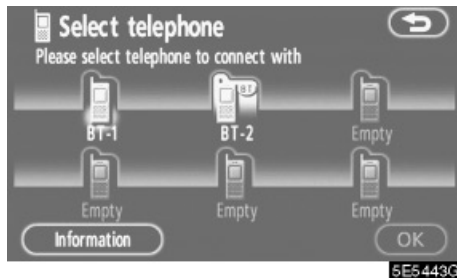 Select telephone
Please select telephone to connect with
BT
BT-1 BT-2 Empty
Empty Empty Empty
Information OK
5E5443G